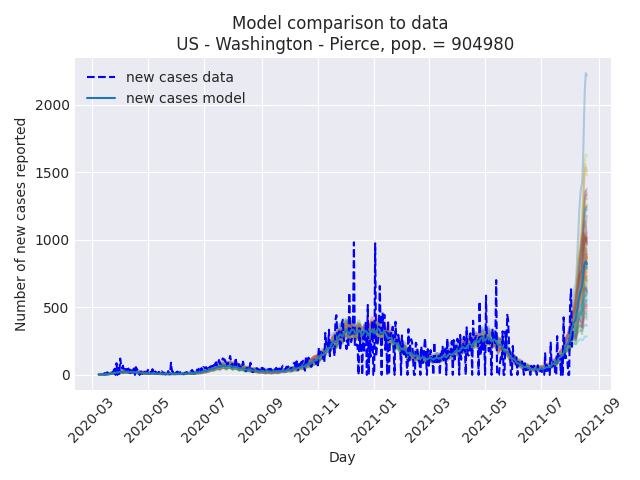 Model comparison to data
US - Washington - Pierce, pop. = 904980
new cases data
new cases model
Number of new cases reported
2000
1500
1000
500
0
2020-03
2020-05
2020-07
2020-09
2020-11
2021-01
2021-03
2021-05
2021-07
2021-09
Day